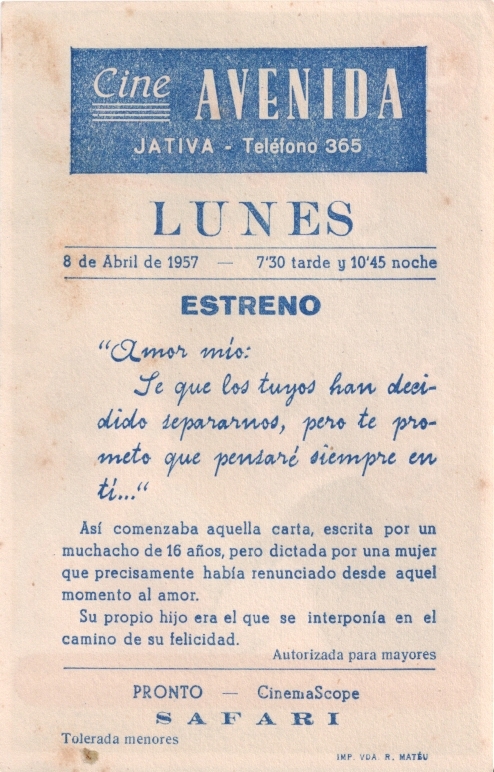 Cine AVENIDA
JATIVA - Teléfono 365
LUNES
8 de Abril de 1957 — 7'30 tarde y 10'45 noche
ESTRENO
“Amor mío:
Se que los tuyos han deci-
dido separarnos, pero te pro-
meto que pensaré siempre en
tí...“
Así comenzaba aquella carta, escrita por un
muchacho de 16 años, pero dictada por una mujer
que precisamente había renunciado desde aquel
momento al amor.
Su propio hijo era el que se interponía en el
camino de su felicidad.
Autorizada para mayores
PRONTO — CinemaScope
SAFARI
Tolerada menores
IMP. VDA. R. MATÉU